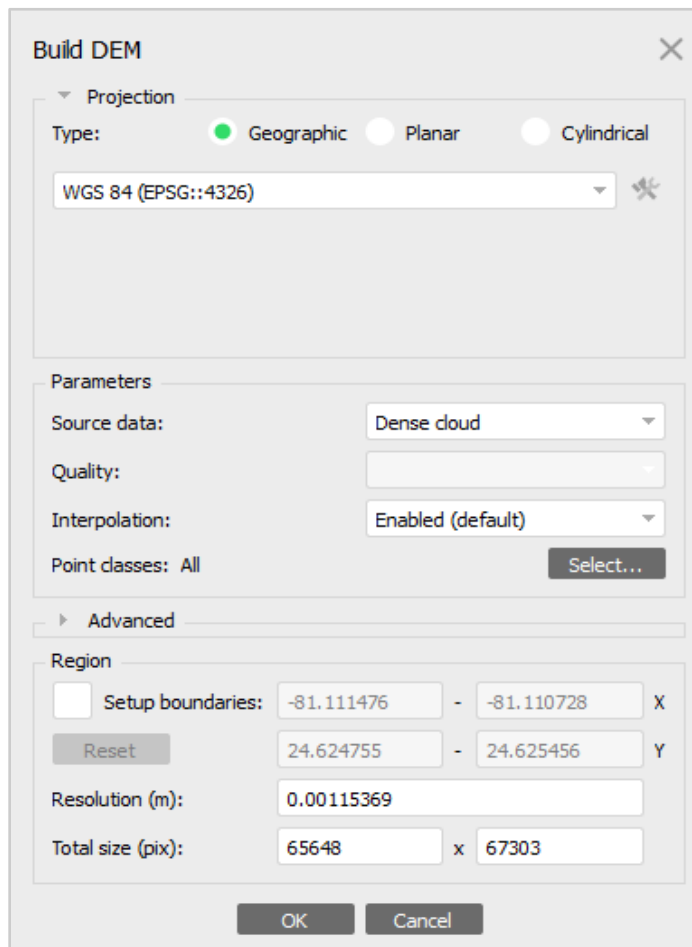 Build DEM
Projection
Type: Geographic Planar Cylindrical
WGS 84 (EPSG::4326)
Parameters
Source data: Dense cloud
Quality:
Interpolation: Enabled (default)
Point classes: All Select...
Advanced
Region
Setup boundaries: -81.111476 - -81.110728 X
Reset 24.624755 - 24.625456 Y
Resolution (m): 0.00115369
Total size (pix): 65648 x 67303
OK Cancel